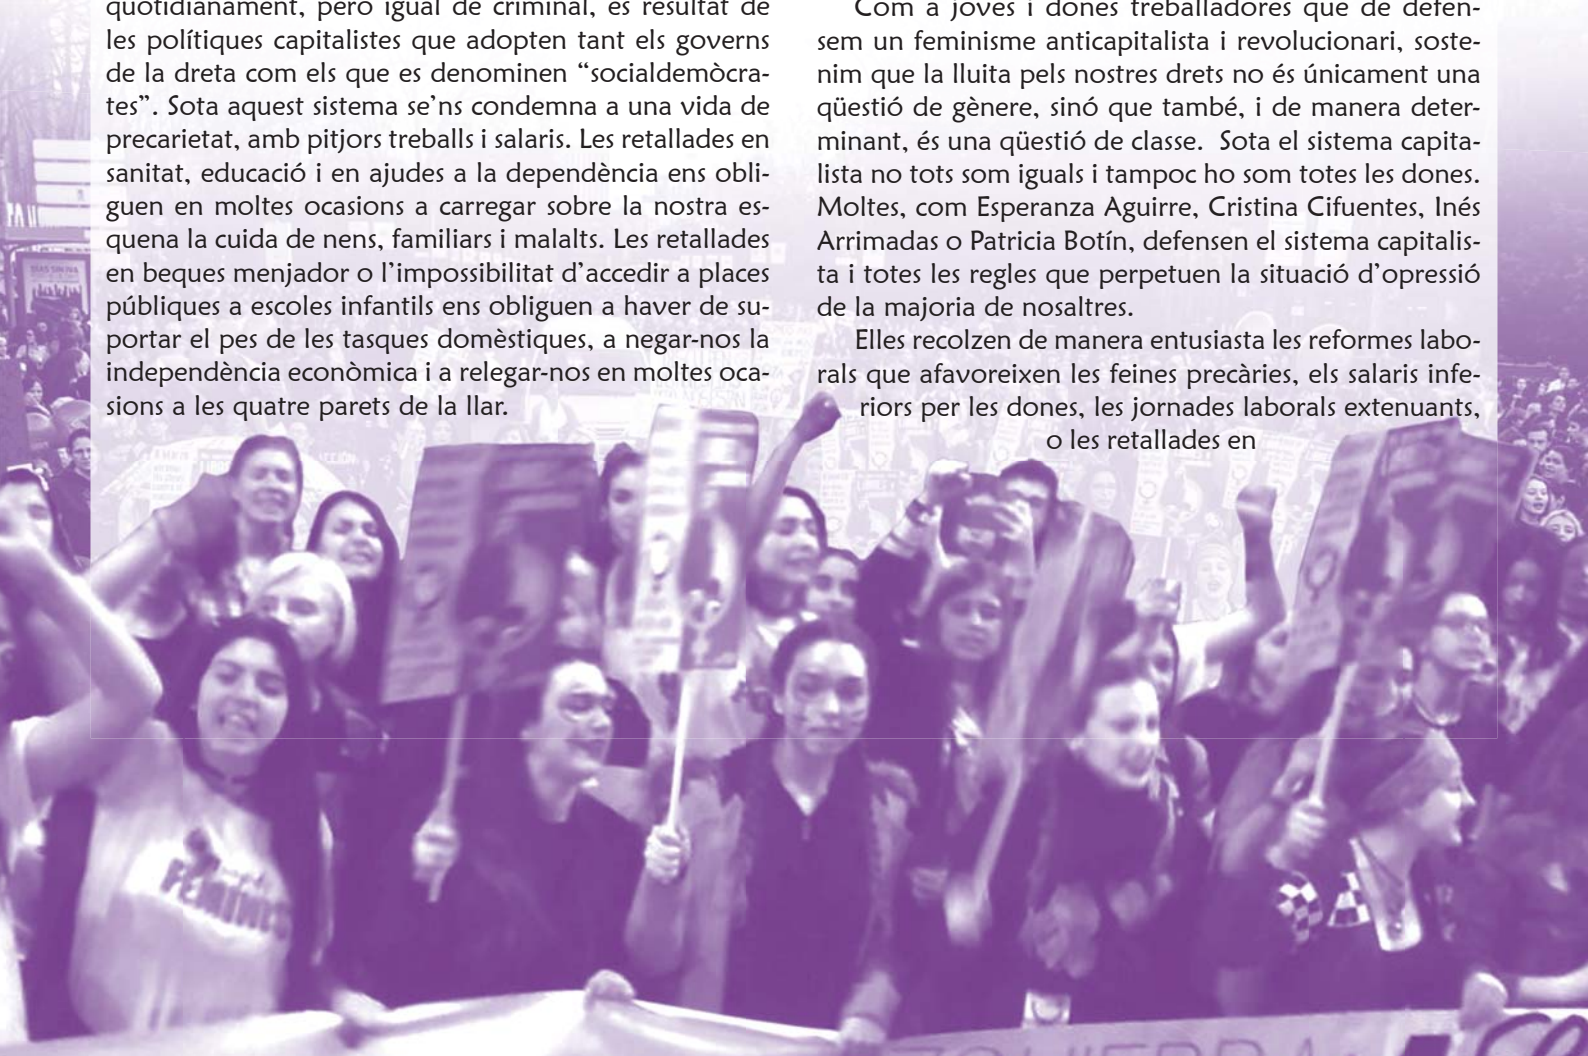 quotidianament, però igual de criminal, és resultat de
les polítiques capitalistes que adopten tant els governs
de la dreta com els que es denominen “socialdemòcra-
tes”. Sota aquest sistema se’ns condemna a una vida de
precarietat, amb pitjors treballs i salaris. Les retallades en
sanitat, educació i en ajudes a la dependència ens obli-
guen en moltes ocasions a carregar sobre la nostra es-
quena la cuida de nens, familiars i malalts. Les retallades
en beques menjador o l’impossibilitat d’accedir a places
públiques a escoles infantils ens obliguen a haver de su-
portar el pes de les tasques domèstiques, a negar-nos la
independència econòmica i a relegar-nos en moltes oca-
sions a les quatre parets de la llar.
Com a joves i dones treballadores que de defen-
sem un feminisme anticapitalista i revolucionari, soste-
nim que la lluita pels nostres drets no és únicament una
qüestió de gènere, sinó que també, i de manera deter-
minant, és una qüestió de classe. Sota el sistema capita-
lista no tots som iguals i tampoc ho som totes les dones.
Moltes, com Esperanza Aguirre, Cristina Cifuentes, Inés
Arrimadas o Patricia Botín, defensen el sistema capitalis-
ta i totes les regles que perpetuen la situació d’opressió
de la majoria de nosaltres.
Elles recolzen de manera entusiasta les reformes labo-
rals que afavoreixen les feines precàries, els salaris infe-
riors per les dones, les jornades laborals extenuants,
o les retallades en